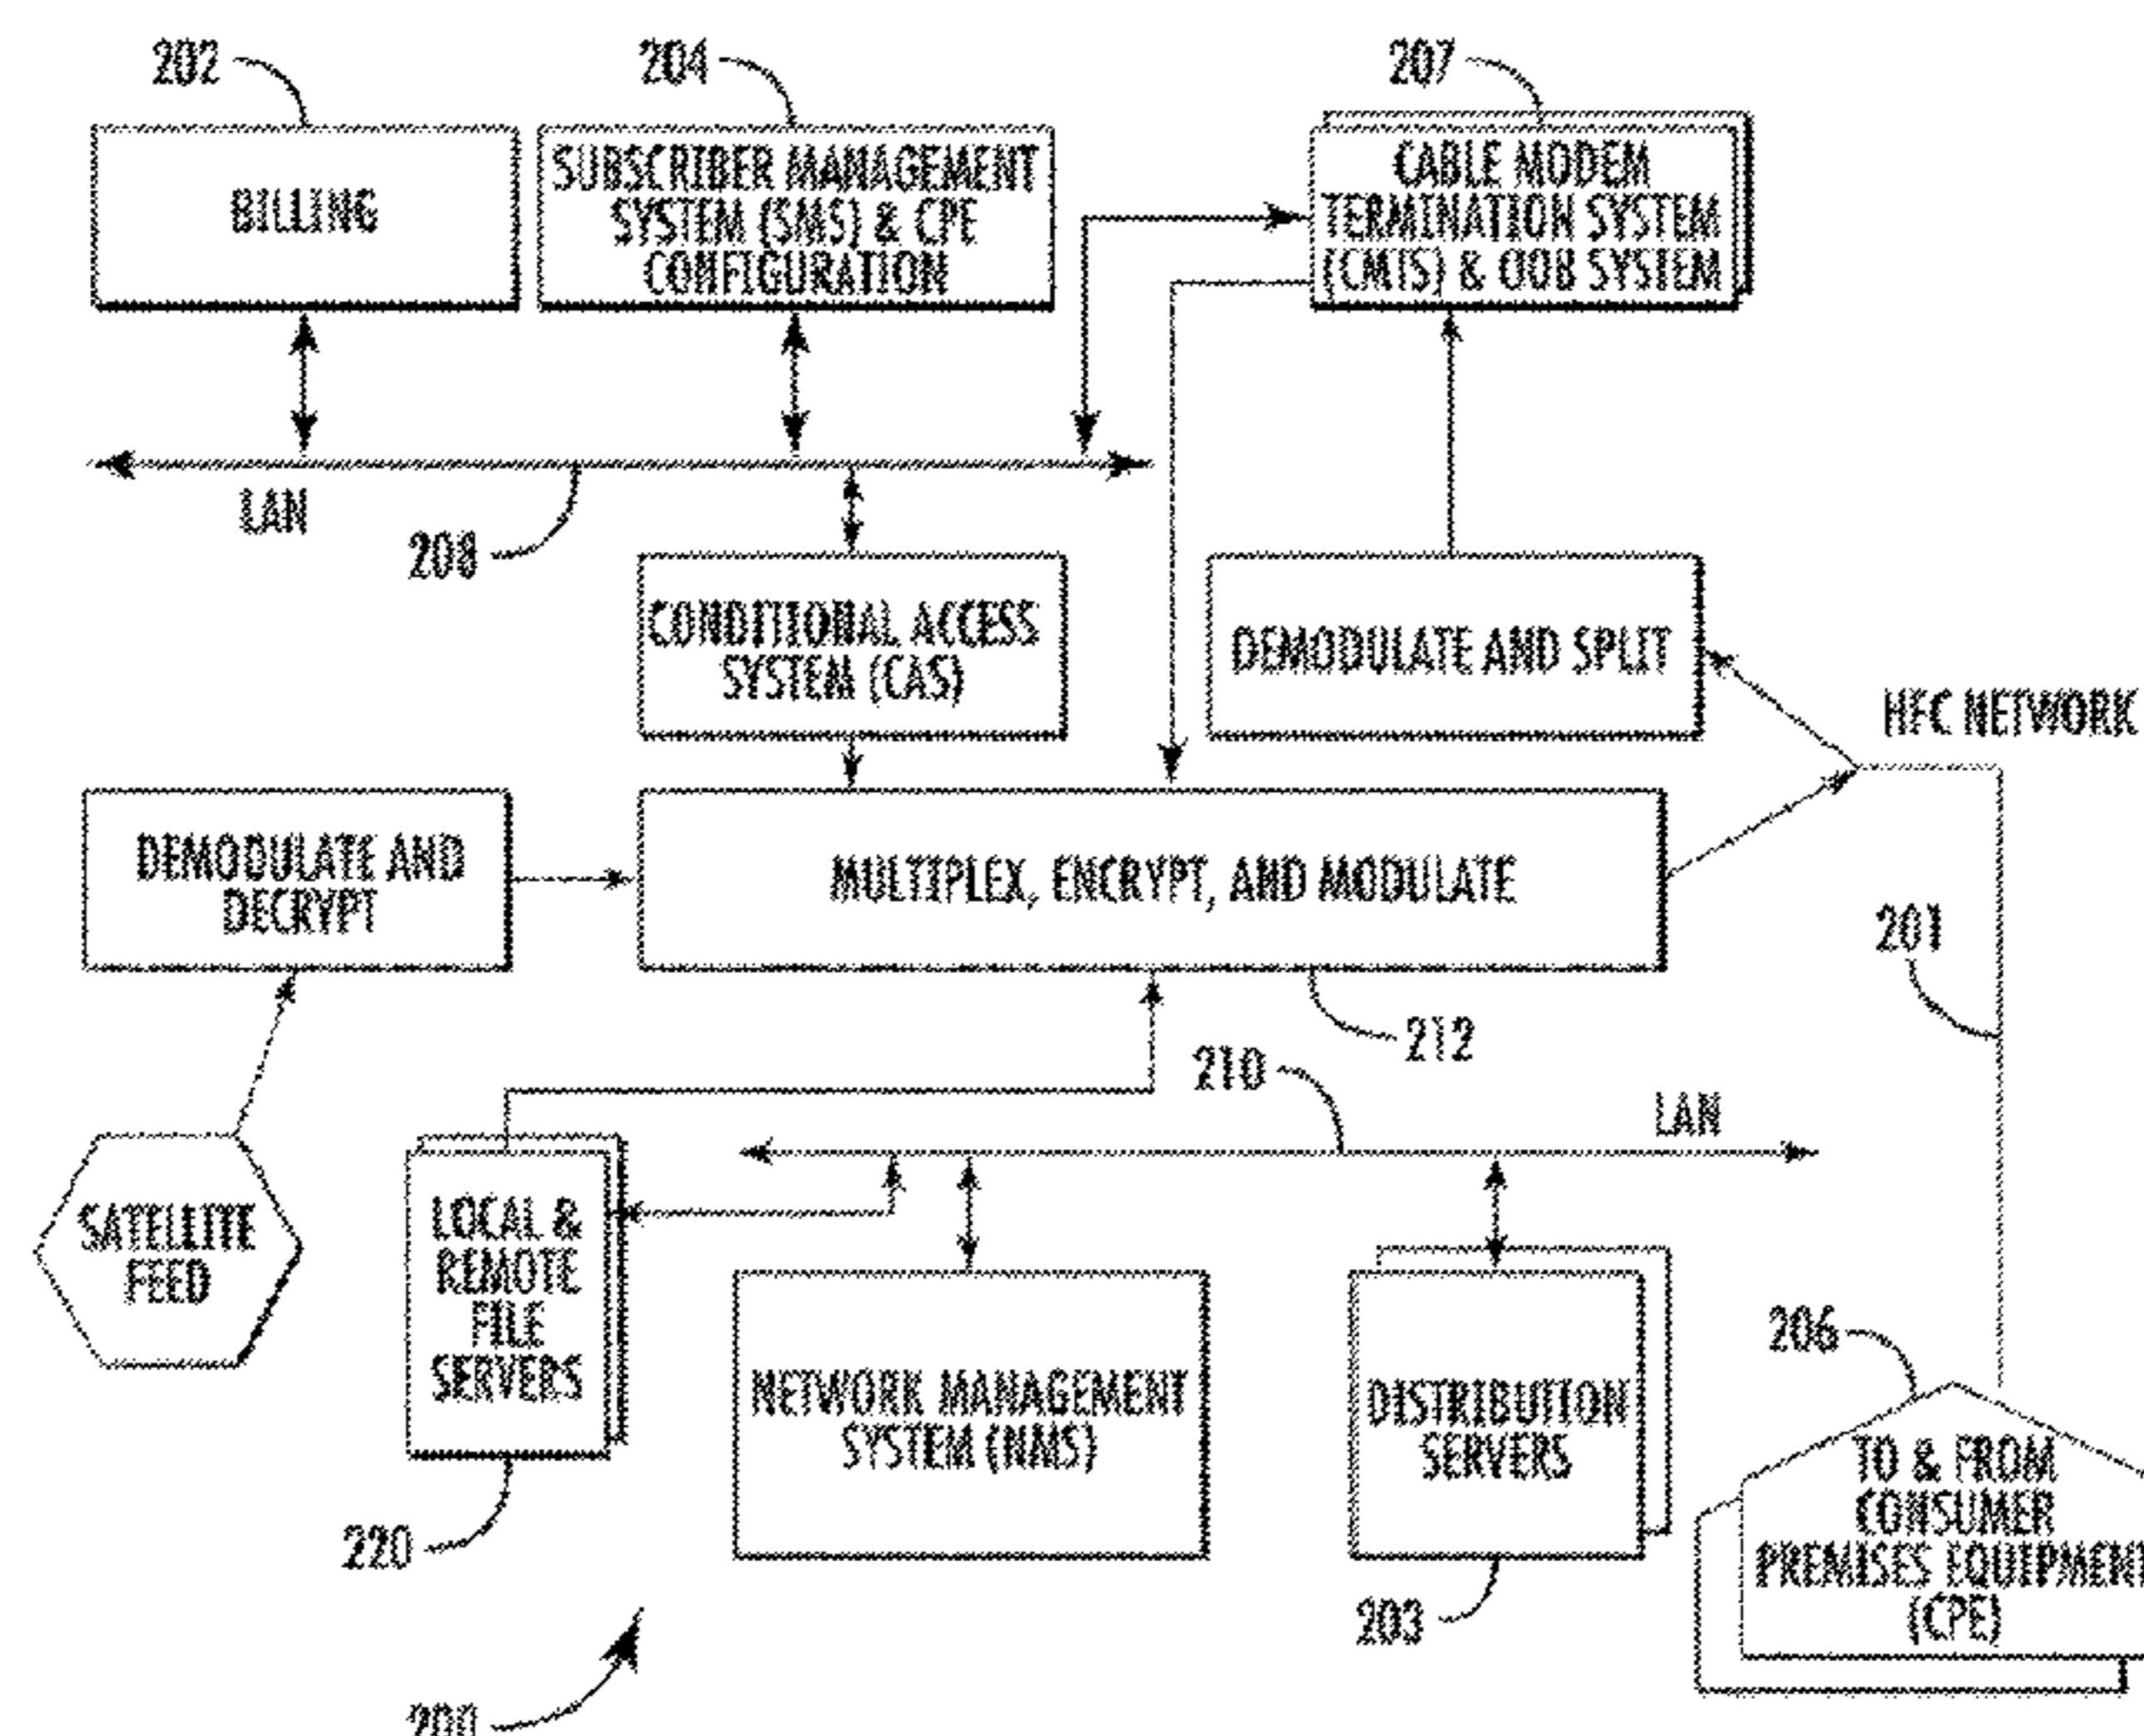 202
204
207
BILLING
SUBSCRIBER MANAGEMENT
SYSTEM (SMS) & CPE
CONFIGURATION
CABLE MODEM
TERMINATION SYSTEM
(CMTS) & OOB SYSTEM
LAN
208
CONDITIONAL ACCESS
SYSTEM (CAS)
DEMODULATE AND SPLIT
HFC NETWORK
DEMODULATE AND
DECRYPT
MULTIPLEX, ENCRYPT, AND MODULATE
201
212
210
LAN
SATELLITE
FEED
LOCAL &
REMOTE
FILE
SERVERS
NETWORK MANAGEMENT
SYSTEM (NMS)
DISTRIBUTION
SERVERS
206
TO & FROM
CONSUMER
PREMISES EQUIPMENT
(CPE)
220
203
200